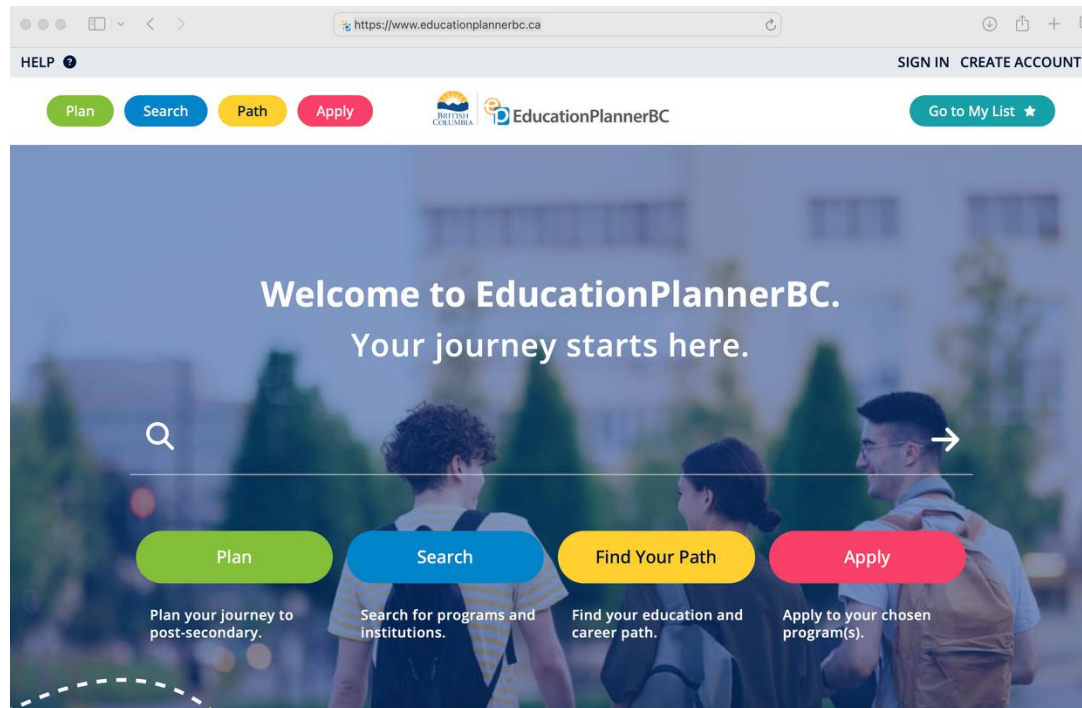 https://www.educationplannerbc.ca
HELP ?
SIGN IN CREATE ACCOUNT
Plan
Search
Path
Apply
BRITISH
COLUMBIA
EducationPlannerBC
Go to My List
Welcome to EducationPlannerBC.
Your journey starts here.
Plan
Search
Find Your Path
Apply
Plan your journey to
post-secondary.
Search for programs and
institutions.
Find your education and
career path.
Apply to your chosen
program(s).